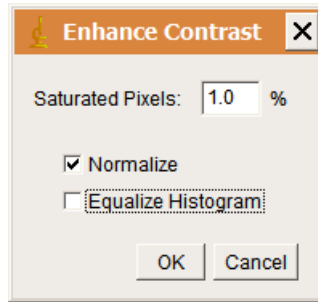 Enhance Contrast
Saturated Pixels: 1.0 %
Normalize
Equalize Histogram
OK Cancel